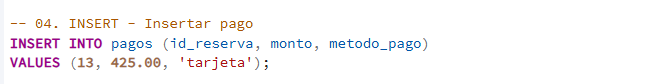 -- 04. INSERT - Insertar pago
INSERT INTO pagos (id_reserva, monto, metodo_pago)
VALUES (13, 425.00, 'tarjeta');